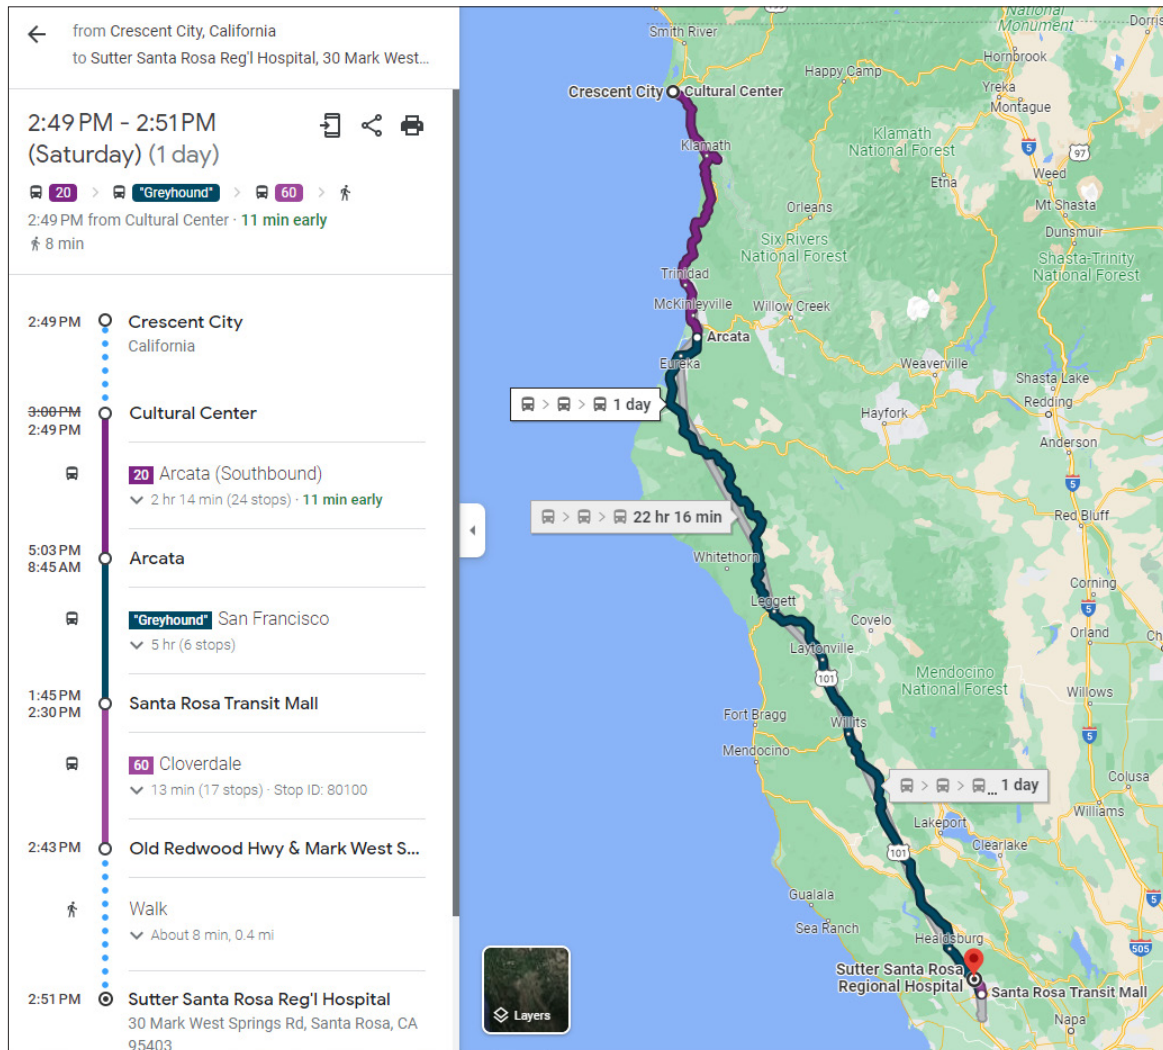 from Crescent City, California
to Sutter Santa Rosa Reg'l Hospital, 30 Mark West...
2:49 PM - 2:51 PM
(Saturday) (1 day)
20 > "Greyhound" > 60 >
2:49 PM from Cultural Center · 11 min early
8 min
2:49 PM Crescent City
California
3:00 PM
2:49 PM
Cultural Center
20 Arcata (Southbound)
2 hr 14 min (24 stops) · 11 min early
5:03 PM
8:45 AM
Arcata
"Greyhound" San Francisco
5 hr (6 stops)
1:45 PM
2:30 PM
Santa Rosa Transit Mall
60 Cloverdale
13 min (17 stops) · Stop ID: 80100
2:43 PM Old Redwood Hwy & Mark West S...
Walk
About 8 min, 0.4 mi
2:51 PM Sutter Santa Rosa Reg'l Hospital
30 Mark West Springs Rd, Santa Rosa, CA
95403
National
Monument
Dorris
Smith River
Hornbrook
Happy Camp
Yreka
Montague
Crescent City
Cultural Center
Klamath
National Forest
5
97
Klamath
Etna
Weed
Mt Shasta
Orleans
Dunsmuir
Six Rivers
National Forest
Shasta-Trinity
National Forest
Trinidad
McKinleyville
Willow Creek
Arcata
Eureka
Weaverville
Shasta Lake
Redding
> > 1 day
Hayfork
Anderson
5
> > 22 hr 16 min
Red Bluff
Whitethorn
Corning
Leggett
5
Covelo
Orland
Laytonville
101
Mendocino
National Forest
Willows
Fort Bragg
Willits
5
Mendocino
> > ... 1 day
Colusa
Williams
Lakeport
101
Clearlake
Gualala
5
Sea Ranch
Healdsburg
505
Sutter Santa Rosa
Regional Hospital
Santa Rosa Transit Mall
Napa
Layers